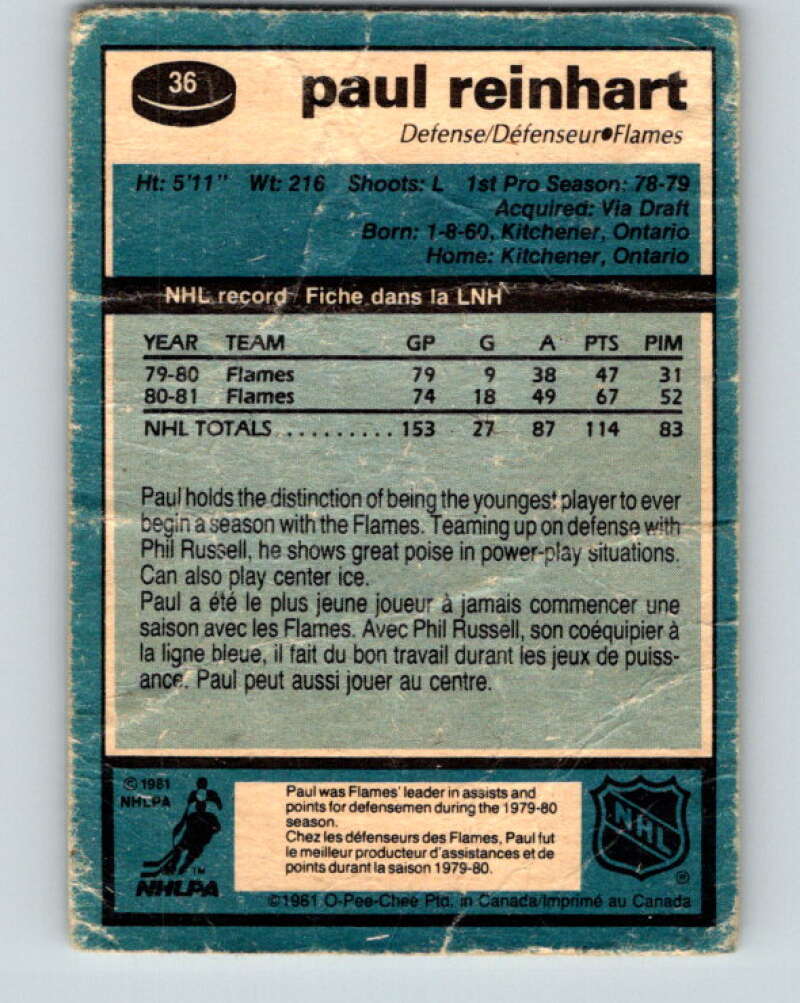 36
paul reinhart
Defense/Défenseur•Flames
Ht: 5'11" Wt: 216 Shoots: L 1st Pro Season: 78-79
Acquired: Via Draft
Born: 1-8-60, Kitchener, Ontario
Home: Kitchener, Ontario
NHL record / Fiche dans la LNH
YEAR TEAM GP G A PTS PIM
79-80 Flames 79 9 38 47 31
80-81 Flames 74 18 49 67 52
NHL TOTALS .......... 153 27 87 114 83
Paul holds the distinction of being the youngest player to ever
begin a season with the Flames. Teaming up on defense with
Phil Russell, he shows great poise in power-play situations.
Can also play center ice.
Paul a été le plus jeune joueur à jamais commencer une
saison avec les Flames. Avec Phil Russell, son coéquipier à
la ligne bleue, il fait du bon travail durant les jeux de puiss-
ance. Paul peut aussi jouer au centre.
© 1981
NHLPA
TM
NHLPA
Paul was Flames' leader in assists and
points for defensemen during the 1979-80
season.
Chez les défenseurs des Flames, Paul fut
le meilleur producteur d'assistances et de
points durant la saison 1979-80.
NHL
®
©1981 O-Pee-Chee Ptd. in Canada/Imprimé au Canada